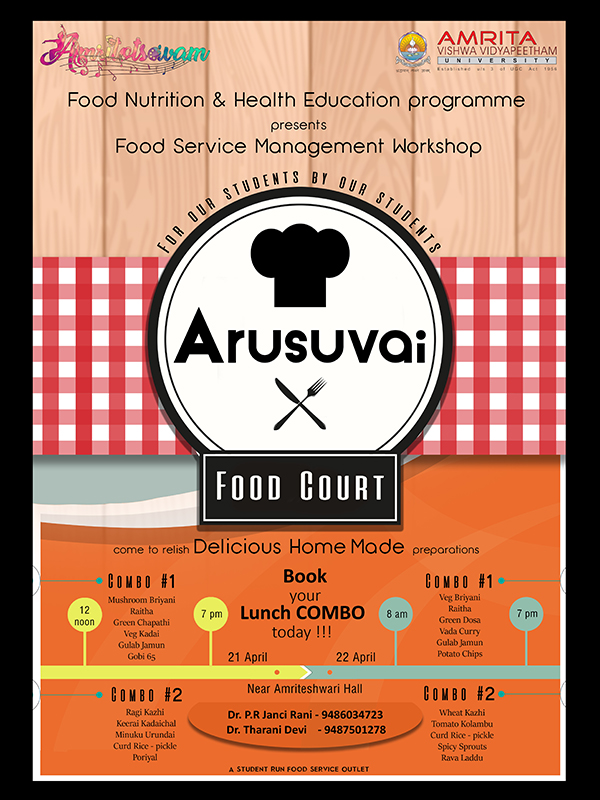 Amritotsavam
AMRITA
VISHWA VIDYAPEETHAM
UNIVERSITY
Established u/s 3 of UGC Act 1956
Food Nutrition & Health Education programme
presents
Food Service Management Workshop
FOR OUR STUDENTS BY OUR STUDENTS
ARUSUVAi
FOOD COURT
come to relish Delicious Home Made preparations
COMBO #1
Mushroom Briyani
Raitha
Green Chapathi
Veg Kadai
Gulab Jamun
Gobi 65
12
noon
7 pm
Book
your
Lunch COMBO
today !!!
COMBO #1
Veg Briyani
Raitha
Green Dosa
Vada Curry
Gulab Jamun
Potato Chips
8 am
7 pm
21 April
22 April
Near Amriteshwari Hall
COMBO #2
Ragi Kazhi
Keerai Kadaichal
Minuku Urundai
Curd Rice - pickle
Poriyal
Dr. P.R Janci Rani - 9486034723
Dr. Tharani Devi - 9487501278
COMBO #2
Wheat Kazhi
Tomato Kolambu
Curd Rice - pickle
Spicy Sprouts
Rava Laddu
A STUDENT RUN FOOD SERVICE OUTLET